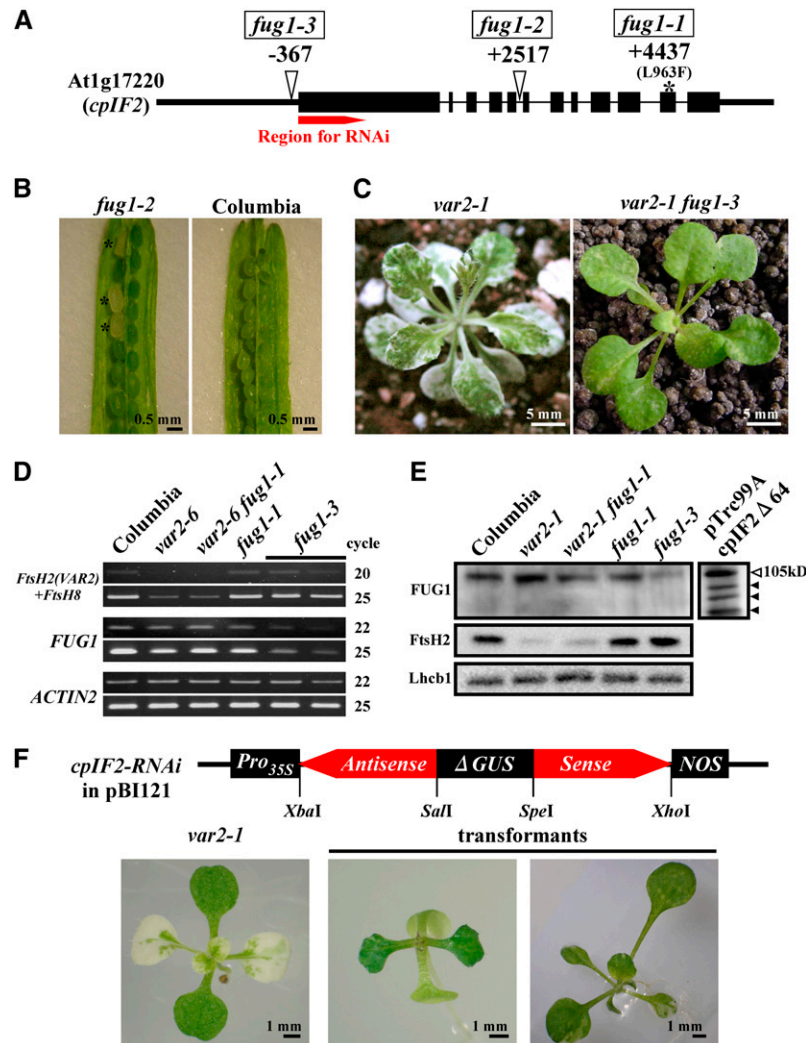 A
fug1-3 fug1-2 fug1-1
-367 +2517 +4437
(L963F)
*
At1g17220
(cpIF2)
Region for RNAi
B
fug1-2 Columbia
*
*
*
0.5 mm 0.5 mm
C
var2-1 var2-1 fug1-3
5 mm 5 mm
D
Columbia var2-6 var2-6 fug1-1 fug1-1 fug1-3 cycle
FtsH2(VAR2)
+FtsH8
20
25
FUG1
22
25
ACTIN2
22
25
E
Columbia var2-1 var2-1 fug1-1 fug1-1 fug1-3 pTrc99A
cpIF2 Δ 64
FUG1
105kD
FtsH2
Lhcb1
F
cpIF2-RNAi
in pBI121
Pro35S Antisense Δ GUS Sense NOS
XbaI SalI SpeI XhoI
var2-1 transformants
1 mm 1 mm 1 mm